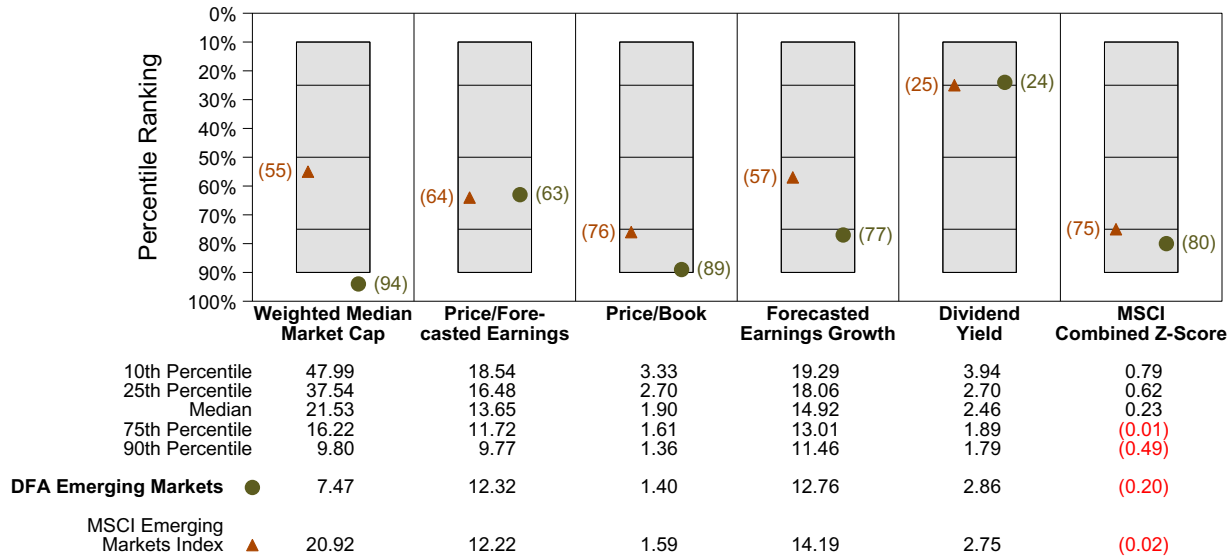 Percentile Ranking
0%
10%
20%
30%
40%
50%
60%
70%
80%
90%
100%
(55)
(94)
(64)
(63)
(76)
(89)
(57)
(77)
(25)
(24)
(75)
(80)
Weighted Median Price/Fore- Price/Book Forecasted Dividend MSCI
Market Cap casted Earnings Earnings Growth Yield Combined Z-Score
10th Percentile 47.99 18.54 3.33 19.29 3.94 0.79
25th Percentile 37.54 16.48 2.70 18.06 2.70 0.62
Median 21.53 13.65 1.90 14.92 2.46 0.23
75th Percentile 16.22 11.72 1.61 13.01 1.89 (0.01)
90th Percentile 9.80 9.77 1.36 11.46 1.79 (0.49)
DFA Emerging Markets 7.47 12.32 1.40 12.76 2.86 (0.20)
MSCI Emerging
Markets Index 20.92 12.22 1.59 14.19 2.75 (0.02)